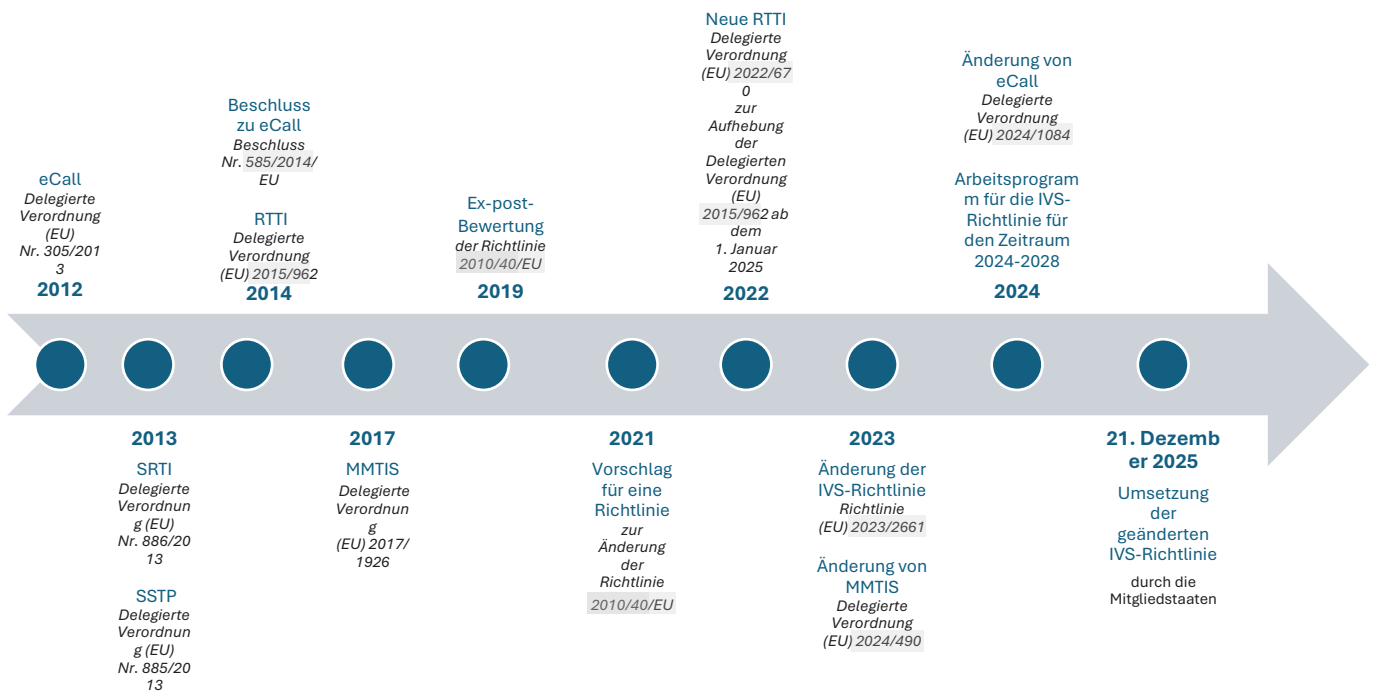 eCall
Delegierte
Verordnung
(EU)
Nr. 305/201
3
2012
Beschluss
zu eCall
Beschluss
Nr. 585/2014/
EU
RTTI
Delegierte
Verordnung
(EU) 2015/962
2014
Ex-post-
Bewertung
der Richtlinie
2010/40/EU
2019
Neue RTTI
Delegierte
Verordnung
(EU) 2022/67
0
zur
Aufhebung
der
Delegierten
Verordnung
(EU)
2015/962 ab
dem
1. Januar
2025
2022
Änderung von
eCall
Delegierte
Verordnung
(EU) 2024/1084
Arbeitsprogram
m für die IVS-
Richtlinie für
den Zeitraum
2024-2028
2024
2013
SRTI
Delegierte
Verordnun
g (EU)
Nr. 886/20
13
SSTP
Delegierte
Verordnun
g (EU)
Nr. 885/20
13
2017
MMTIS
Delegierte
Verordnun
g
(EU) 2017/
1926
2021
Vorschlag
für eine
Richtlinie
zur
Änderung
der
Richtlinie
2010/40/EU
2023
Änderung der
IVS-Richtlinie
Richtlinie
(EU) 2023/2661
Änderung von
MMTIS
Delegierte
Verordnung
(EU) 2024/490
21. Dezemb
er 2025
Umsetzung
der
geänderten
IVS-Richtlinie
durch die
Mitgliedstaaten